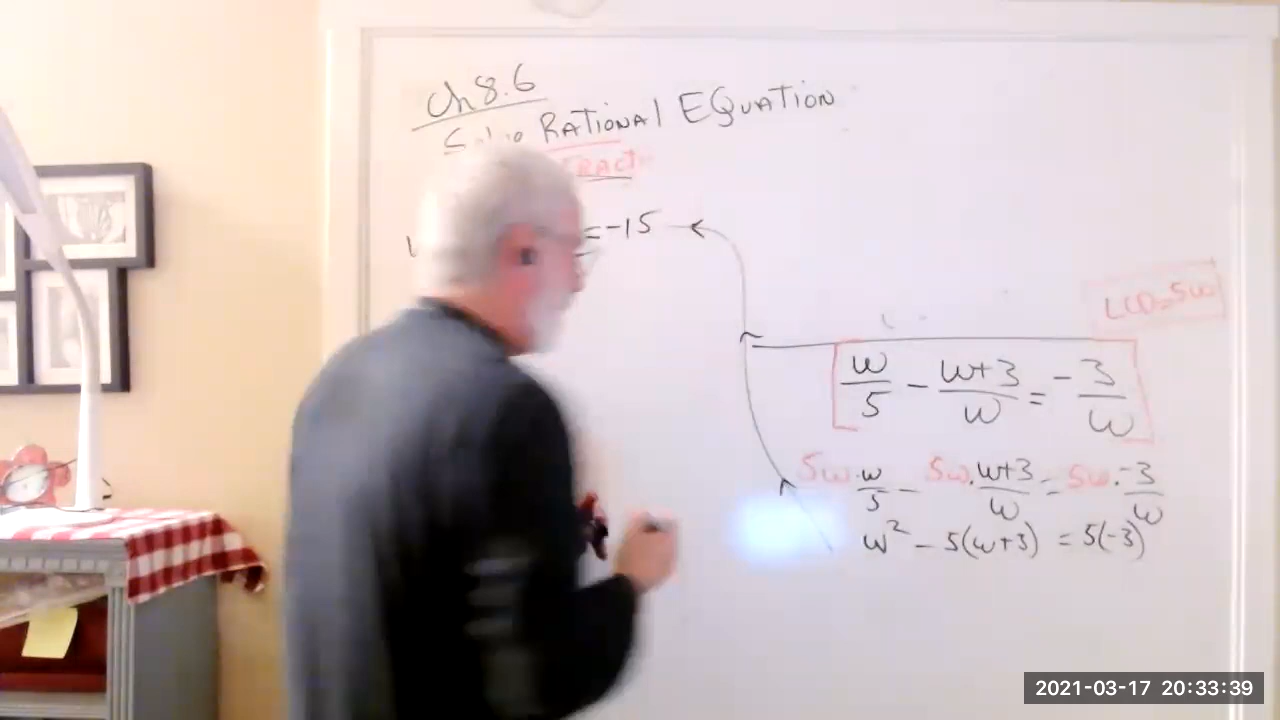 Ch 8.6
RATIONAL EQUATION
= -15
LCD=5w
w/5 - w+3/w = -3/w
5w · w/5 - 5w · w+3/w = 5w · -3/w
w² - 5(w+3) = 5(-3)
2021-03-17 20:33:39